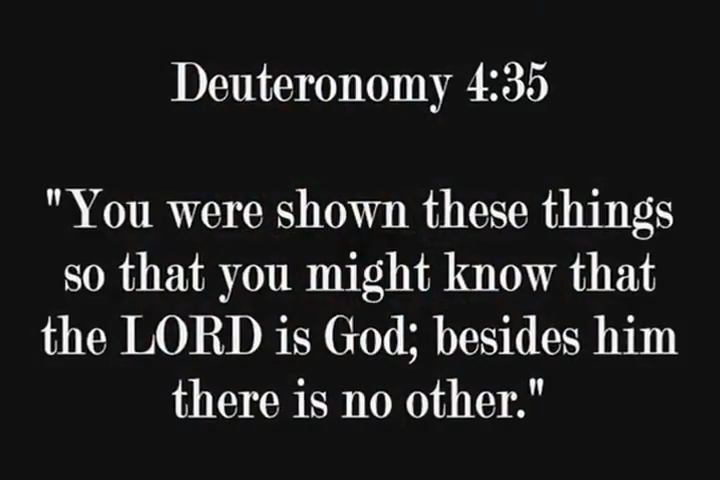 Deuteronomy 4:35
"You were shown these things
so that you might know that
the LORD is God; besides him
there is no other."